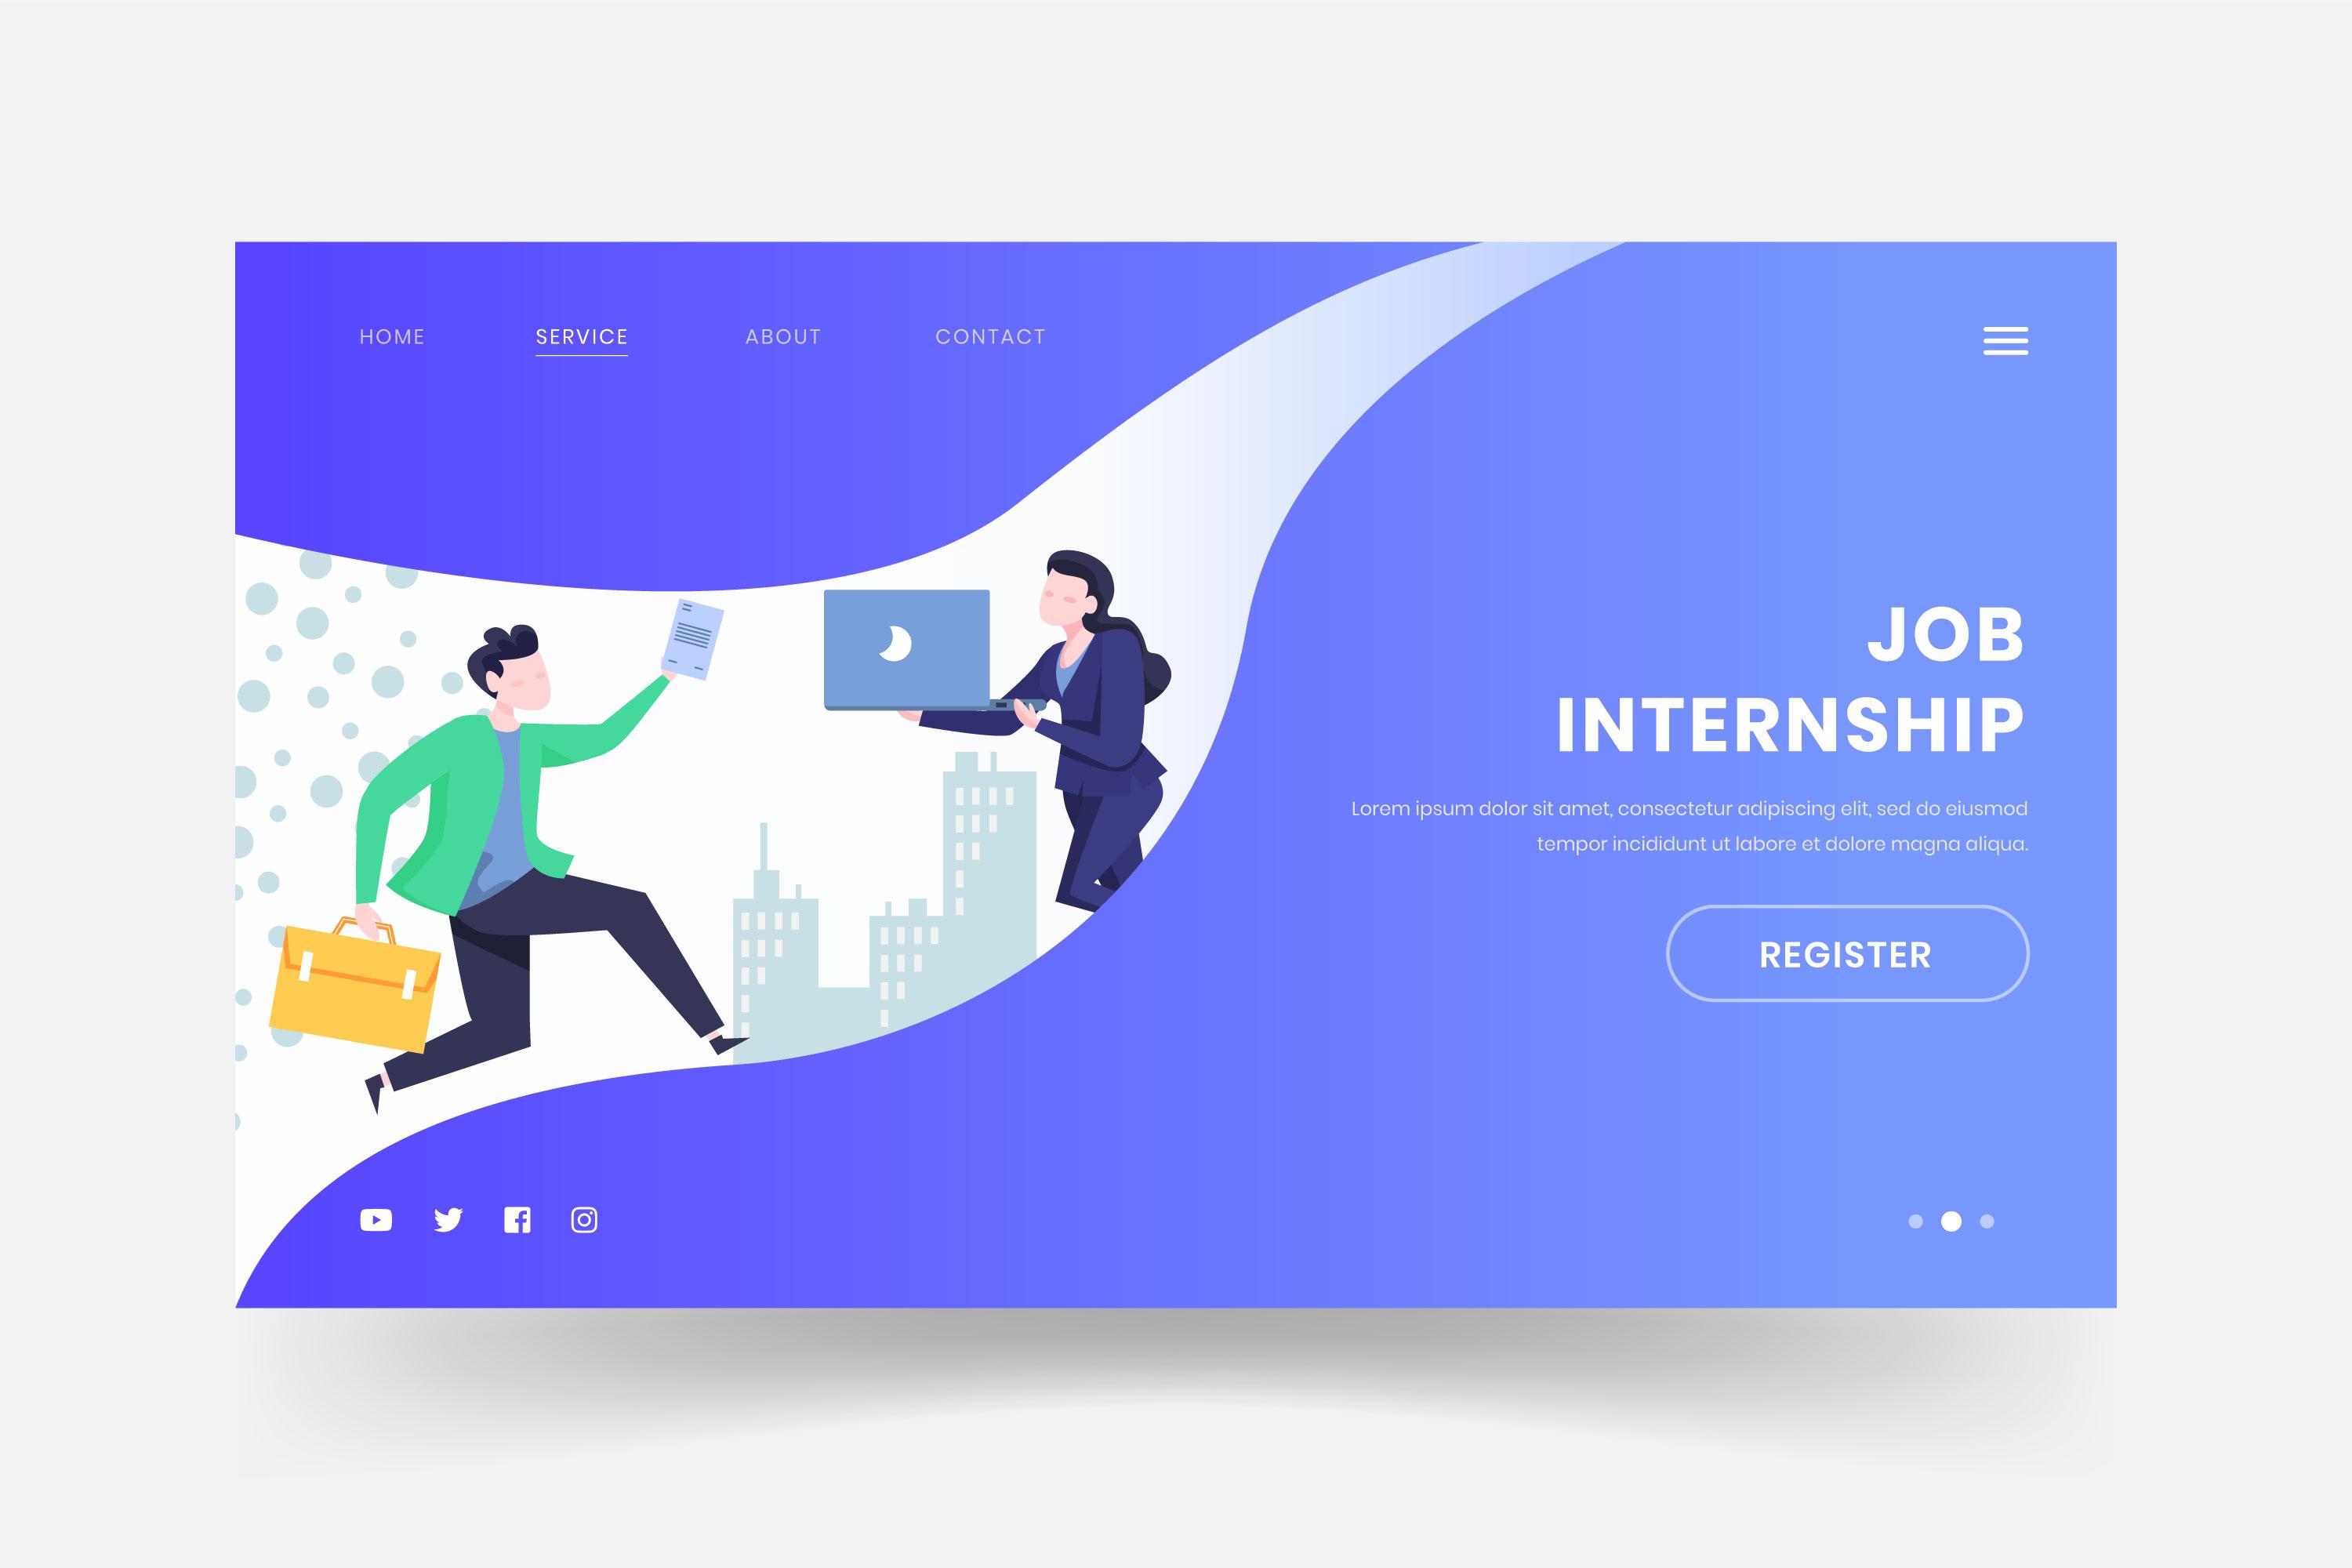 HOME
SERVICE
ABOUT
CONTACT
JOB
INTERNSHIP
Lorem ipsum dolor sit amet, consectetur adipiscing elit, sed do eiusmod
tempor incididunt ut labore et dolore magna aliqua.
REGISTER